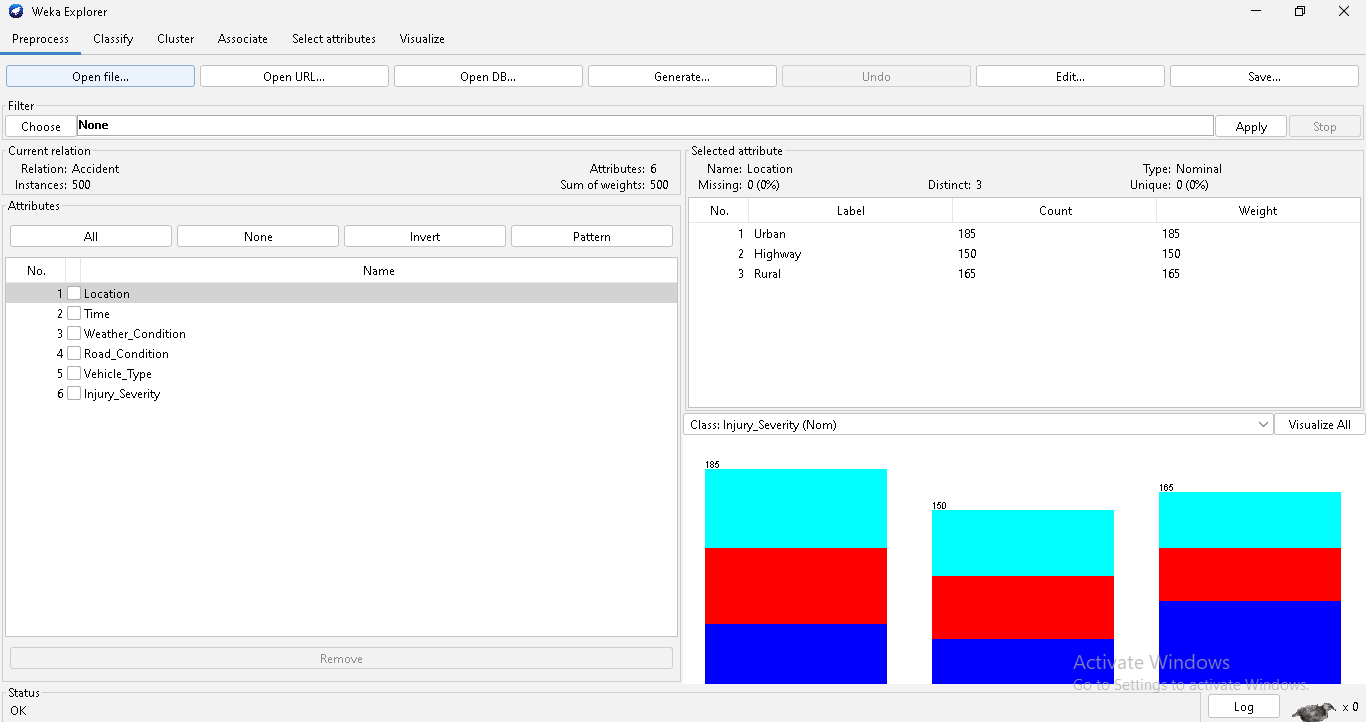 Weka Explorer
Preprocess Classify Cluster Associate Select attributes Visualize
Open file... Open URL... Open DB... Generate... Undo Edit... Save...
Filter
Choose None Apply Stop
Current relation
Relation: Accident Attributes: 6
Instances: 500 Sum of weights: 500
Attributes
All None Invert Pattern
No. Name
1 Location
2 Time
3 Weather_Condition
4 Road_Condition
5 Vehicle_Type
6 Injury_Severity
Remove
Selected attribute
Name: Location Type: Nominal
Missing: 0 (0%) Distinct: 3 Unique: 0 (0%)
No. Label Count Weight
1 Urban 185 185
2 Highway 150 150
3 Rural 165 165
Class: Injury_Severity (Nom) Visualize All
185
150
165
Activate Windows
Go to Settings to activate Windows.
Status
OK
Log x 0